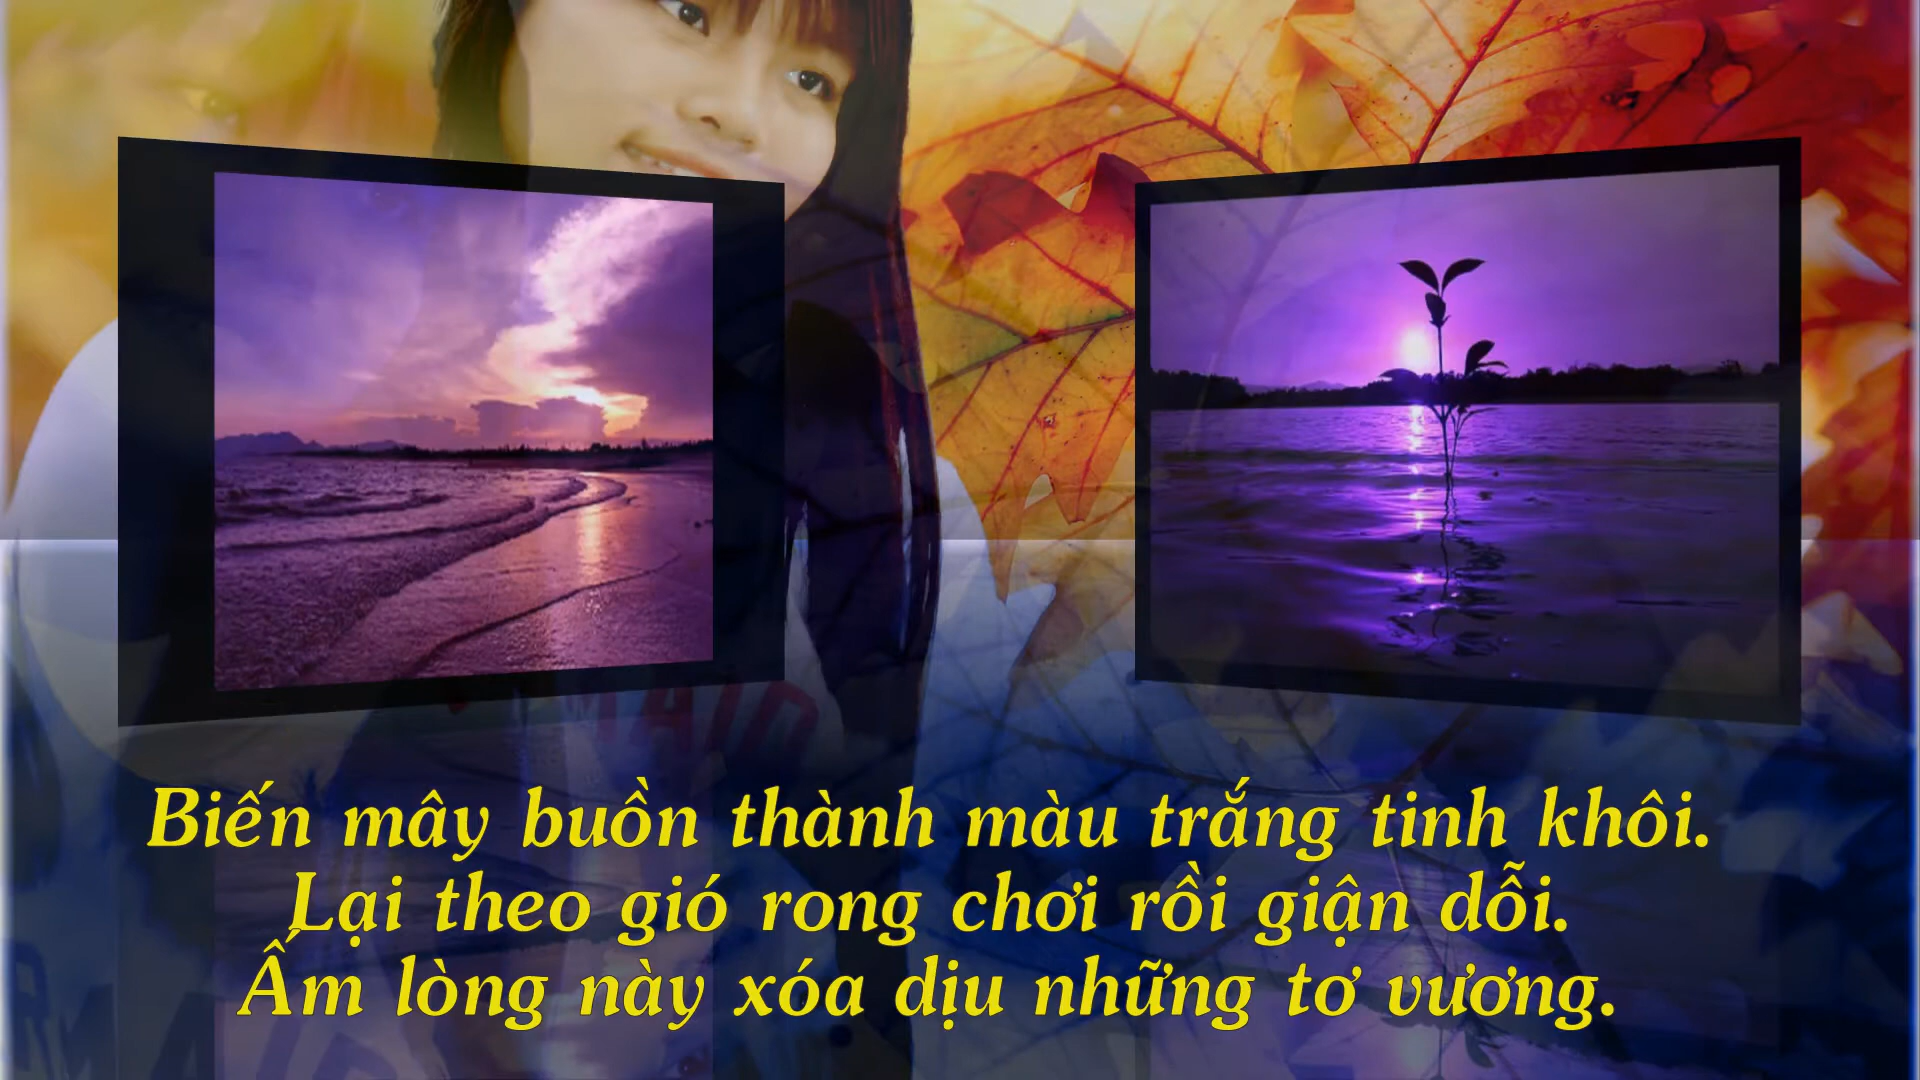 Biến mây buồn thành màu trắng tinh khôi.
Lại theo gió rong chơi rồi giận dỗi.
Ấm lòng này xóa dịu những tơ vương.